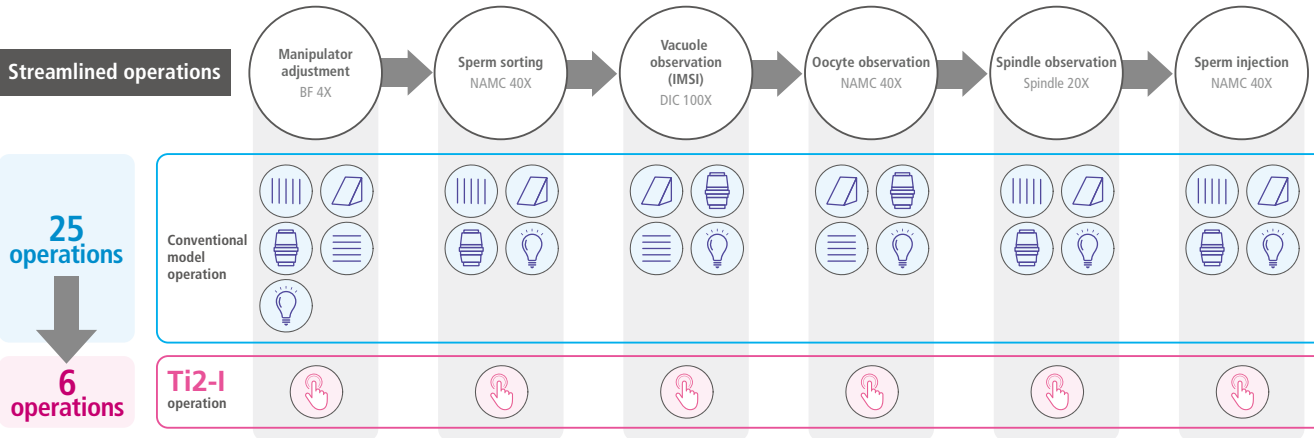 Streamlined operations
Manipulator
adjustment
BF 4X
Sperm sorting
NAMC 40X
Vacuole
observation
(IMSI)
DIC 100X
Oocyte observation
NAMC 40X
Spindle observation
Spindle 20X
Sperm injection
NAMC 40X
25
operations
Conventional
model
operation
6
operations
Ti2-I
operation